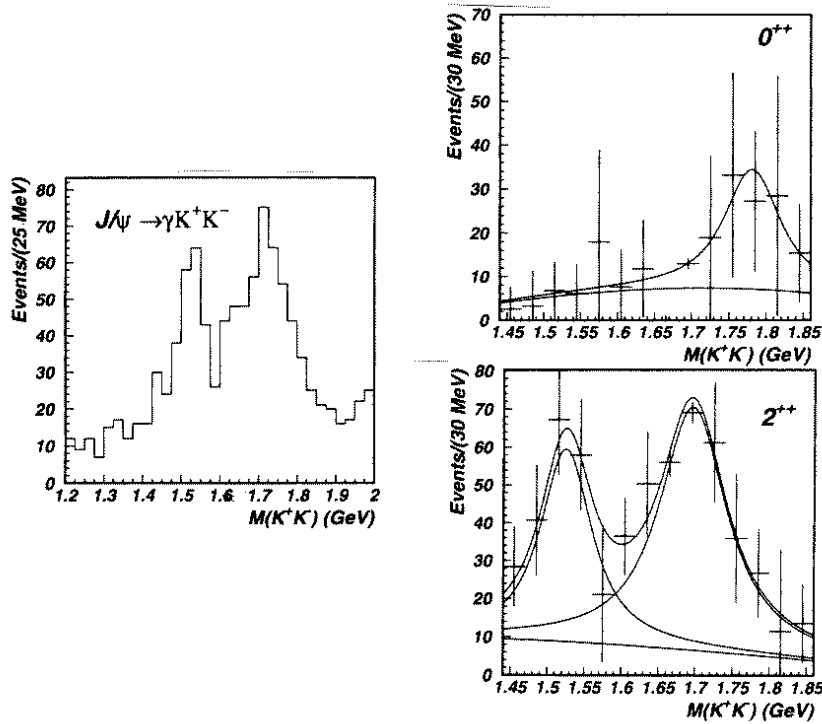 Events/(25 MeV)
80
70
60
50
40
30
20
10
0
J/ψ →γK⁺K⁻
1.2 1.3 1.4 1.5 1.6 1.7 1.8 1.9 2
M(K⁺K⁻) (GeV)
Events/(30 MeV)
70
60
50
40
30
20
10
0
0⁺⁺
1.45 1.5 1.55 1.6 1.65 1.7 1.75 1.8 1.85
M(K⁺K⁻) (GeV)
Events/(30 MeV)
80
70
60
50
40
30
20
10
0
2⁺⁺
1.45 1.5 1.55 1.6 1.65 1.7 1.75 1.8 1.85
M(K⁺K⁻) (GeV)